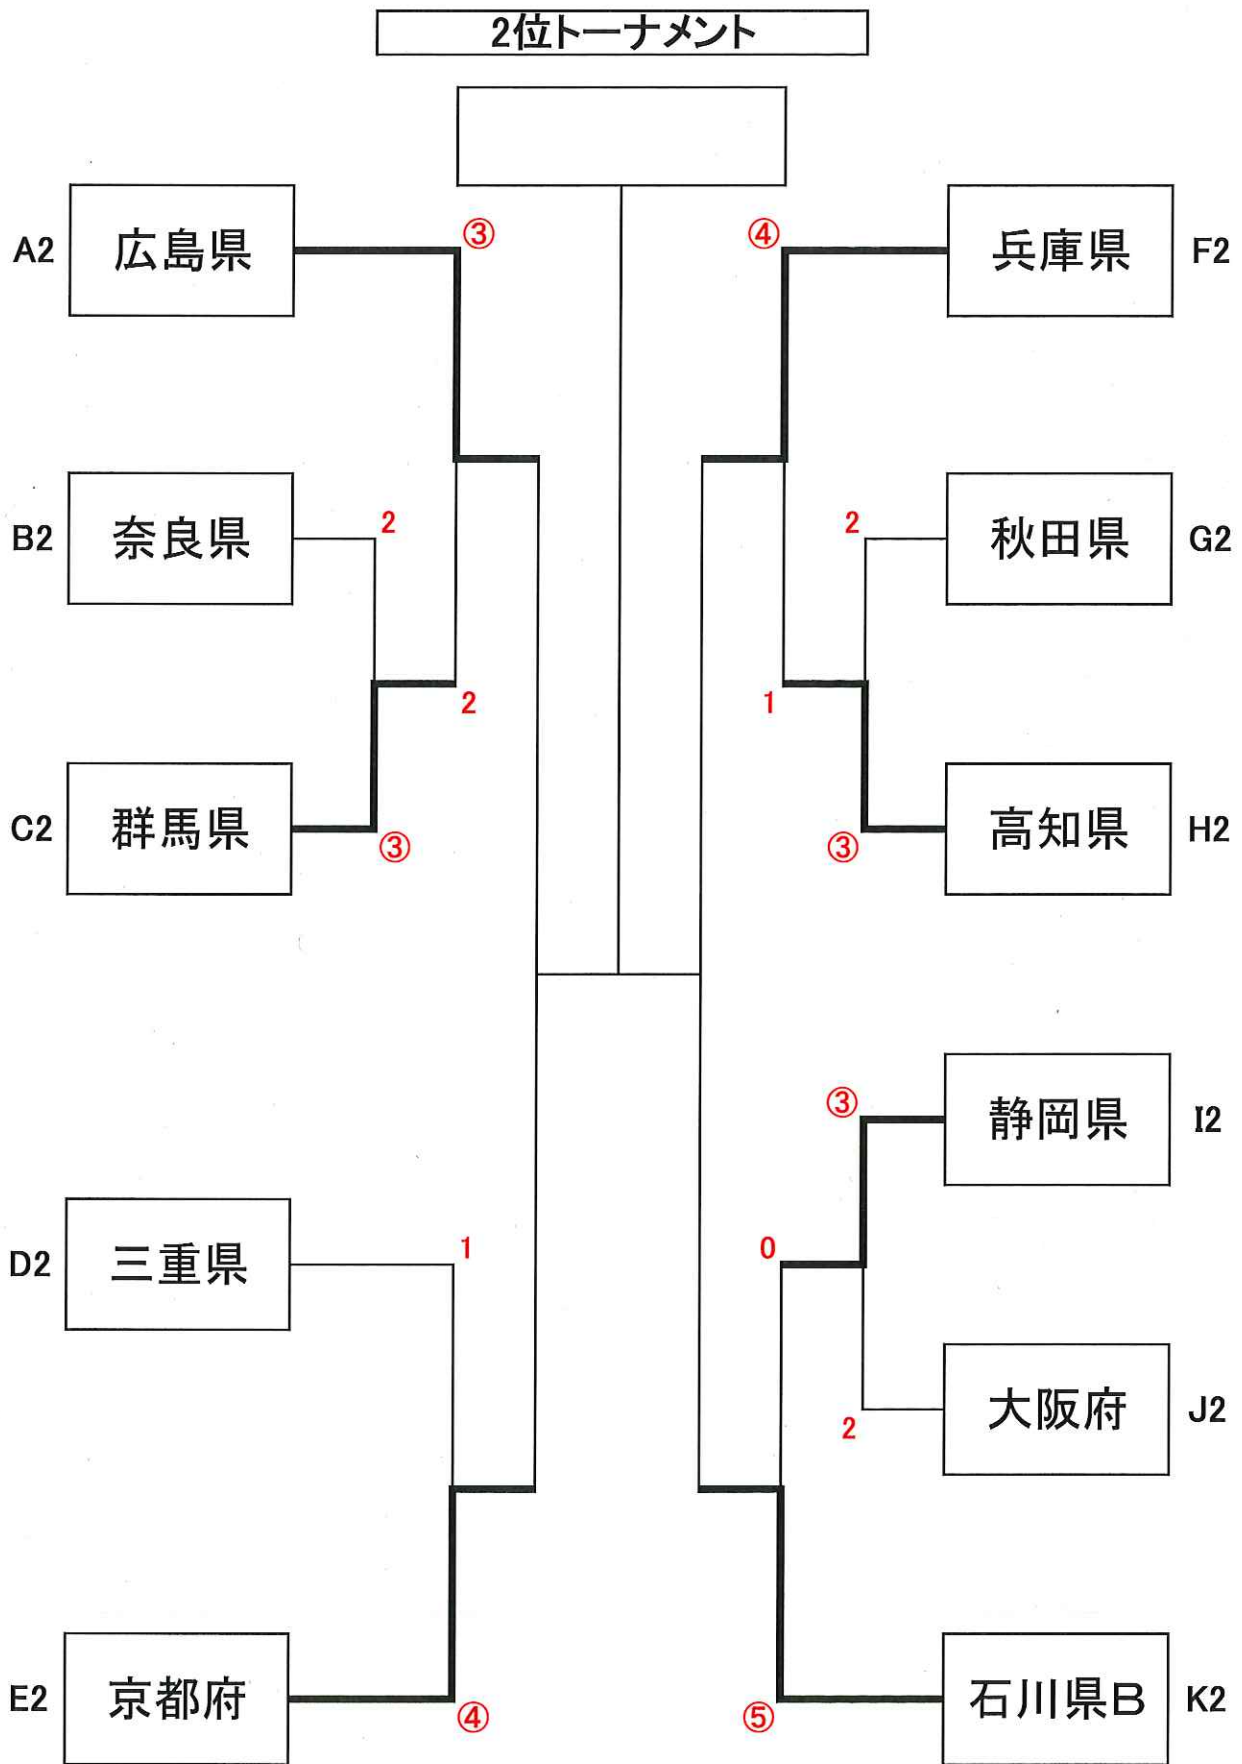 2位トーナメント
A2 広島県 ③ ④ 兵庫県 F2
B2 奈良県 2 2 秋田県 G2
2 1
C2 群馬県 ③ ③ 高知県 H2
③ 静岡県 I2
D2 三重県 1 0
2 大阪府 J2
E2 京都府 ④ ⑤ 石川県B K2